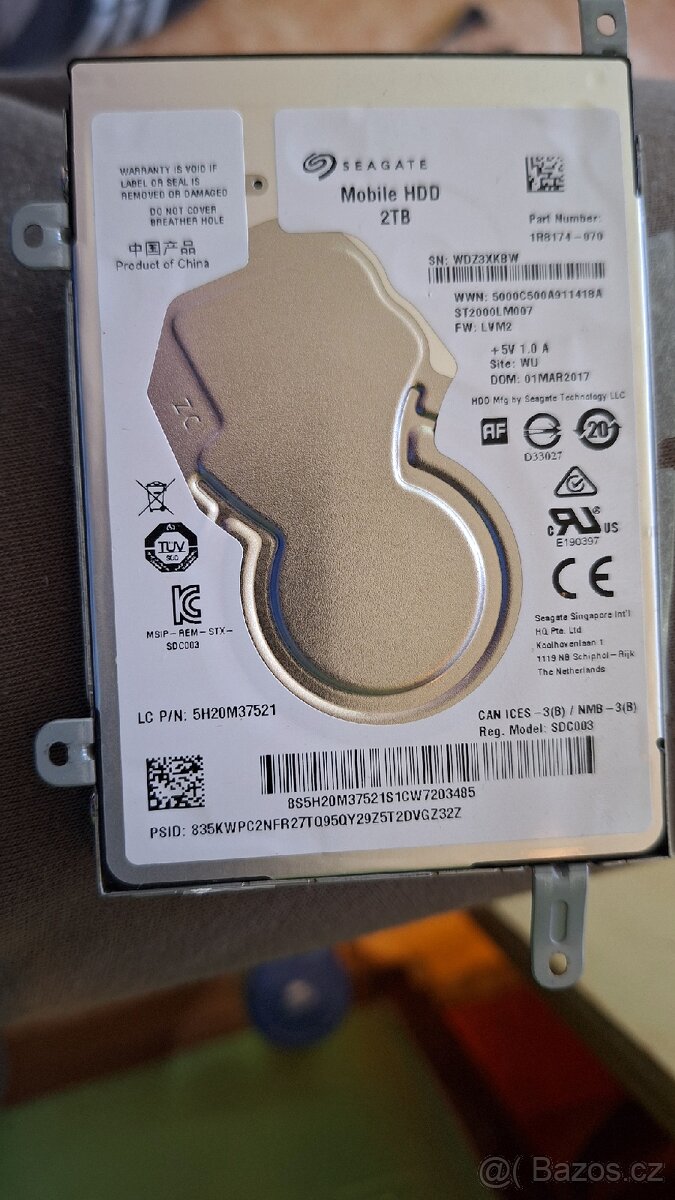 WARRANTY IS VOID IF
LABEL OR SEAL IS
REMOVED OR DAMAGED
DO NOT COVER
BREATHER HOLE
中国产品
Product of China
SEAGATE
Mobile HDD
2TB
Part Number:
1R8174-070
SN: WDZ3XKBW
WWN: 5000C500A011418A
ST2000LM007
FW: LVM2
+5V 1.0 A
Site: WU
DOM: 01MAR2017
HDD Mfg by Seagate Technology LLC
AF
20
D33027
ZC
TÜV
SGD
c RU ® US
E190397
CE
MSIP-REM-STX-
SDC003
Seagate Singapore Int'l
HQ Pte. Ltd
Koolhovenlaan 1
1119 NB Schiphol-Rijk
The Netherlands
LC P/N: 5H20M37521
CAN ICES-3(B) / NMB-3(B)
Reg. Model: SDC003
8S5H20M37521S1CW7203485
PSID: 835KWPC2NFR27TQ95QY29Z5T2DVGZ32Z
@( Bazos.cz